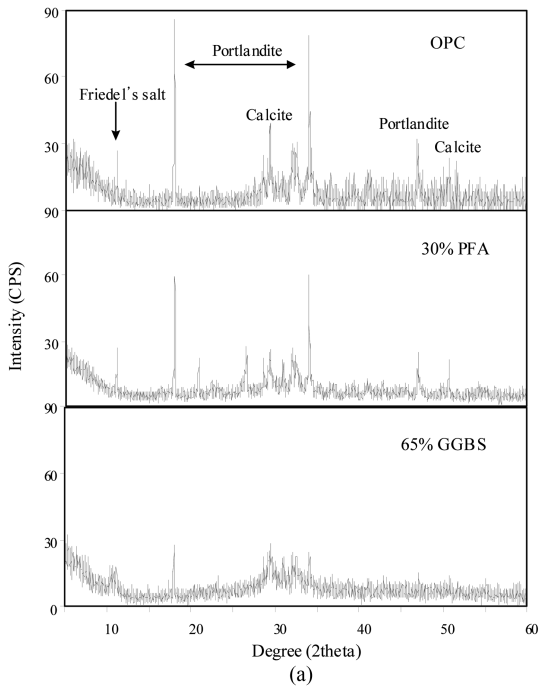 90
OPC
Portlandite
60
Friedel's salt
Calcite
Portlandite
Calcite
30
90
30% PFA
60
30
90
65% GGBS
60
30
0
10 20 30 40 50 60
Intensity (CPS)
Degree (2theta)
(a)